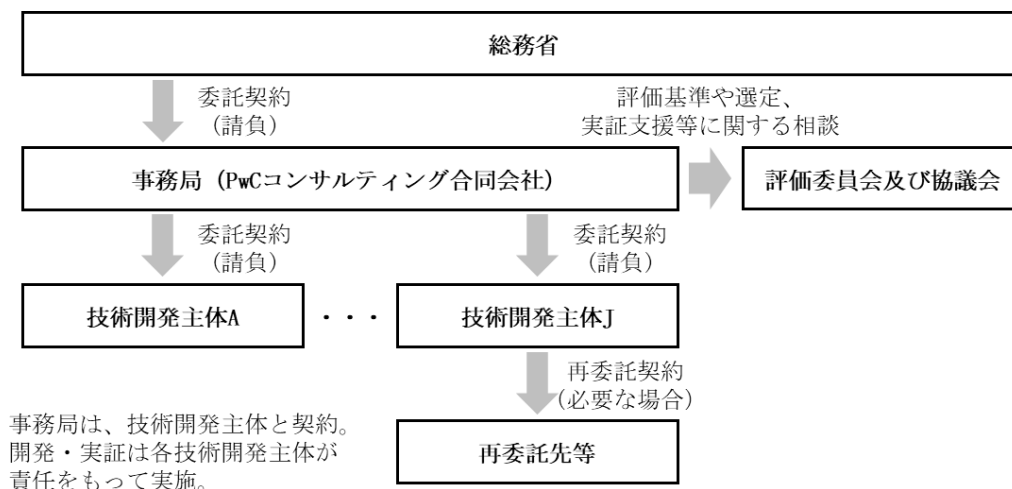 総務省
委託契約
(請負)
評価基準や選定、
実証支援等に関する相談
事務局（PwCコンサルティング合同会社）
評価委員会及び協議会
委託契約
(請負)
委託契約
(請負)
技術開発主体A
・・・
技術開発主体J
再委託契約
(必要な場合)
事務局は、技術開発主体と契約。
開発・実証は各技術開発主体が
責任をもって実施。
再委託先等